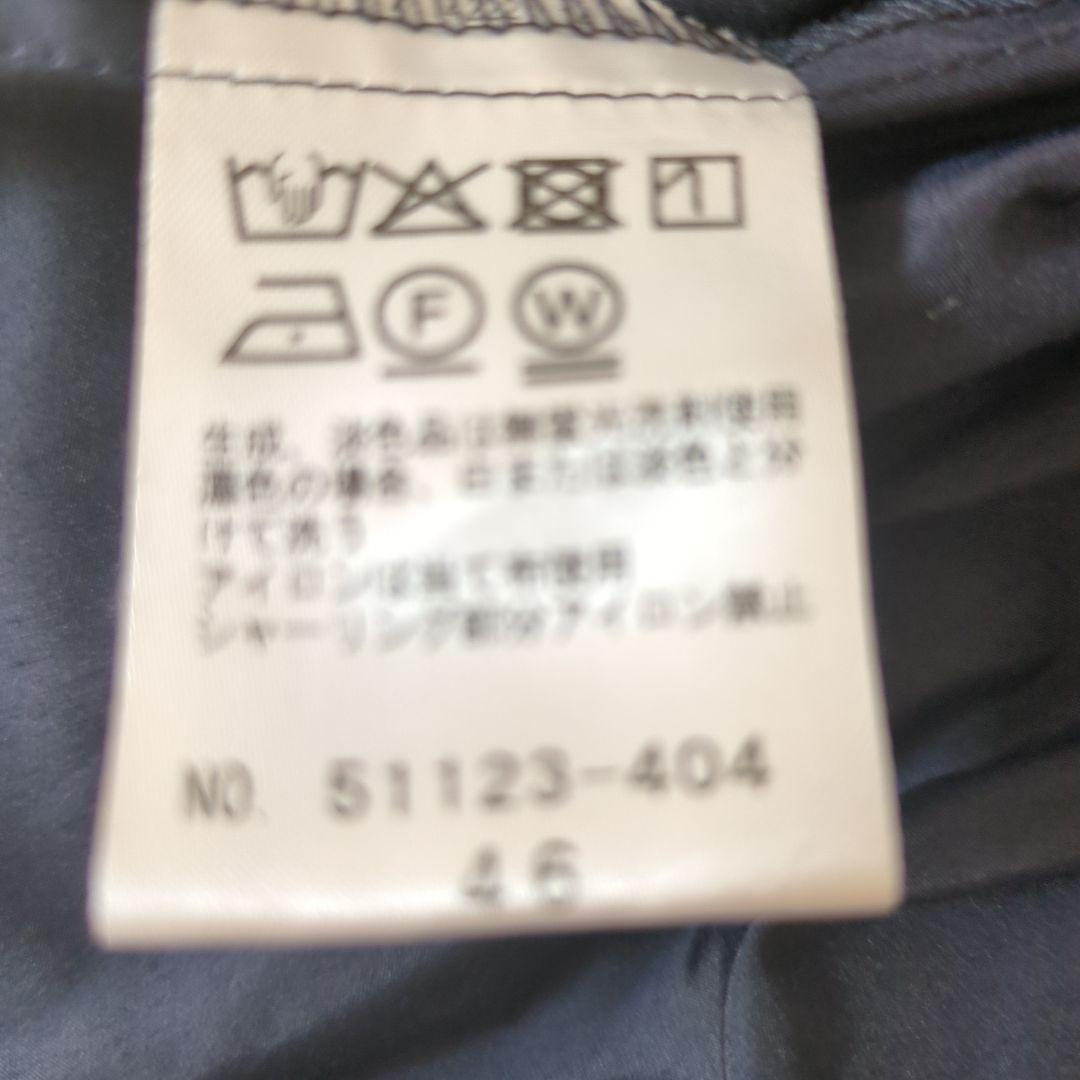 F W
生成、淡色品は無蛍光洗剤使用
濃色の場合、白または淡色と分
けて洗う
アイロンは当て布使用
シャーリング部分アイロン禁止
NO. 51123-404
46